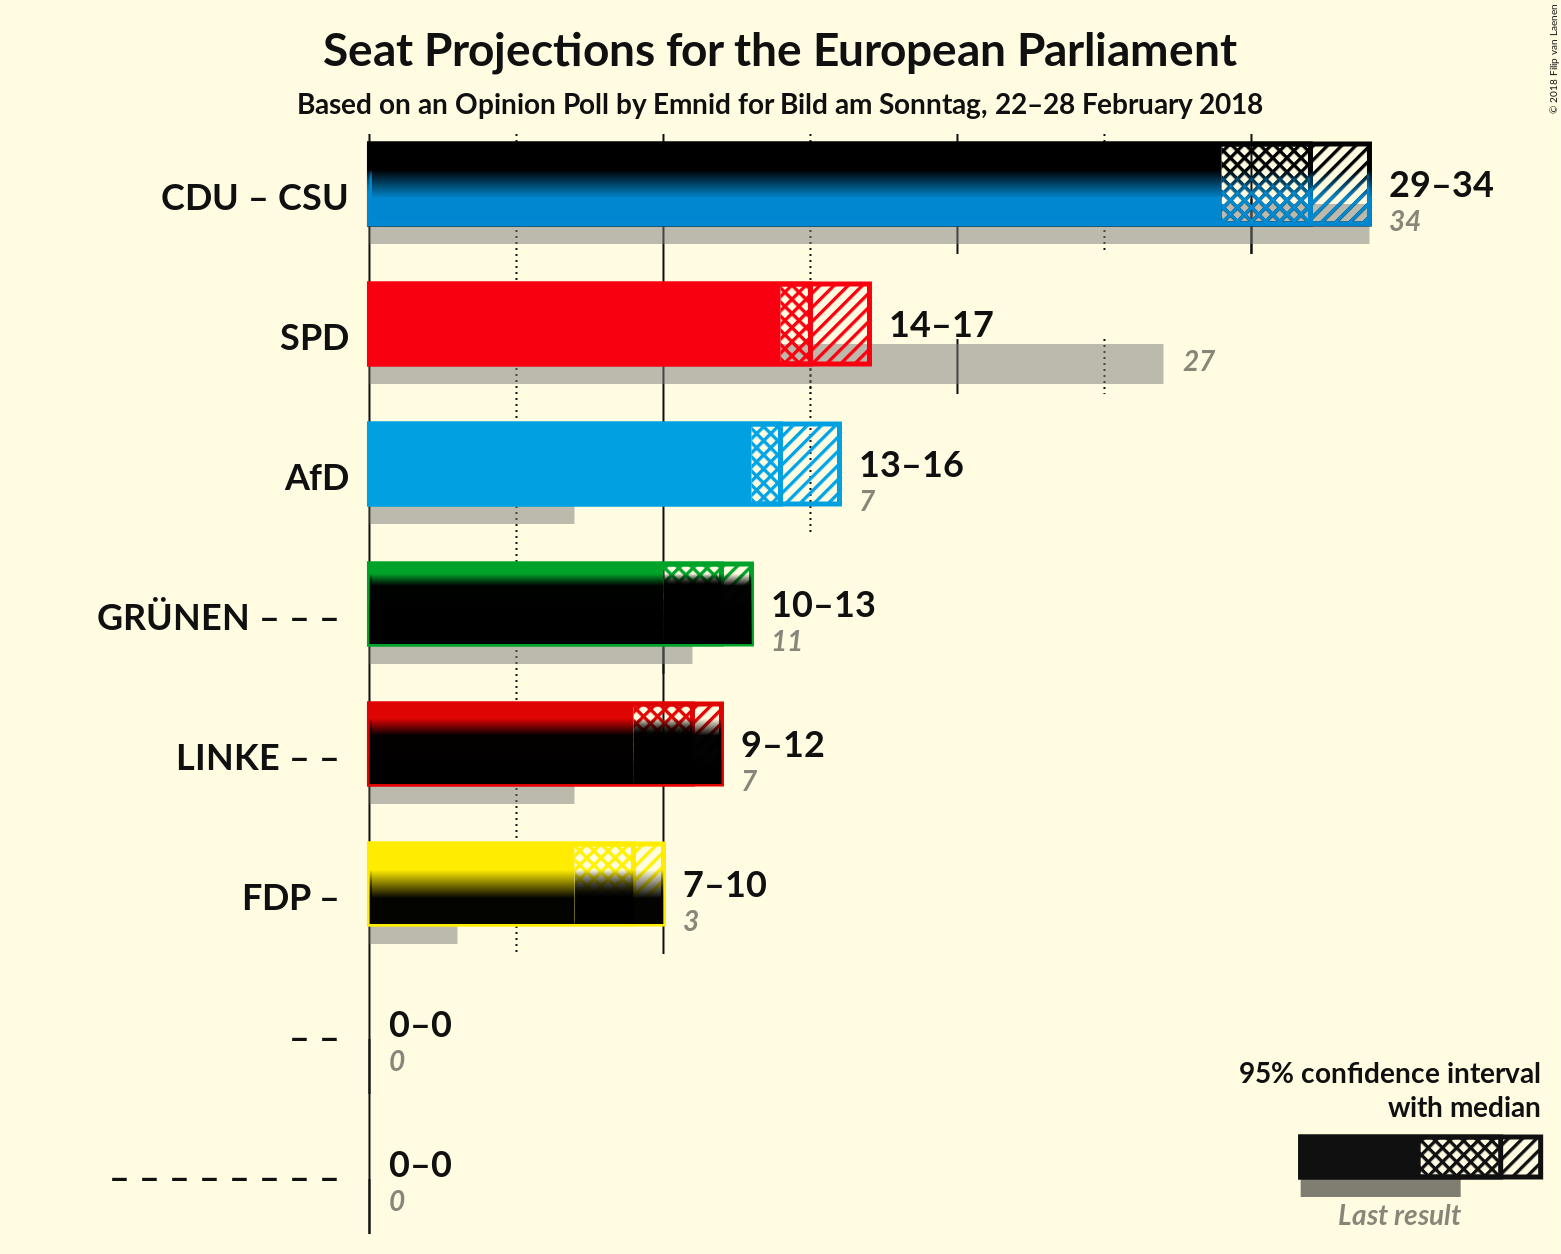 Seat Projections for the European Parliament
Based on an Opinion Poll by Emnid for Bild am Sonntag, 22–28 February 2018
© 2018 Filip van Laenen
CDU – CSU
29–34
34
SPD
14–17
27
AfD
13–16
7
GRÜNEN – – –
10–13
11
LINKE – –
9–12
7
FDP –
7–10
3
– –
0–0
0
– – – – – – – –
0–0
0
95% confidence interval
with median
Last result